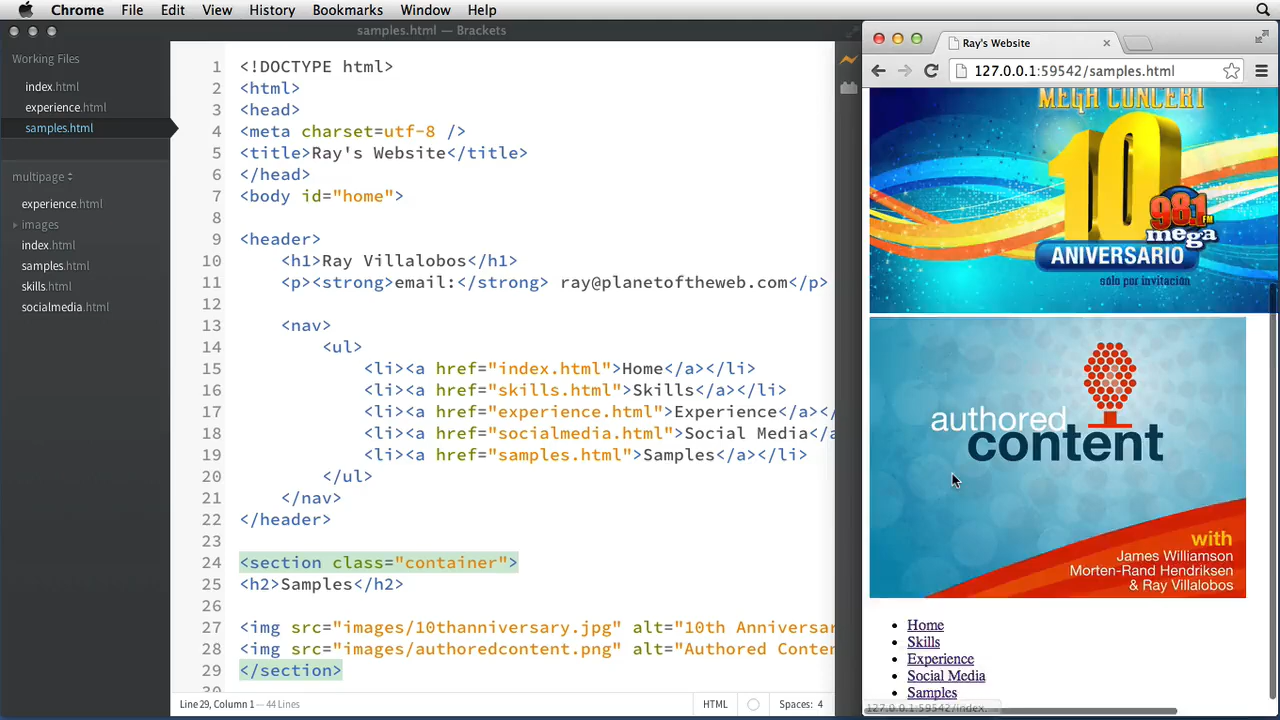 Chrome File Edit View History Bookmarks Window Help
samples.html — Brackets
Working Files
index.html
experience.html
samples.html
multipage
experience.html
images
index.html
samples.html
skills.html
socialmedia.html
1 <!DOCTYPE html>
2 <html>
3 <head>
4 <meta charset=utf-8 />
5 <title>Ray's Website</title>
6 </head>
7 <body id="home">
8
9 <header>
10 <h1>Ray Villalobos</h1>
11 <p><strong>email:</strong> ray@planetoftheweb.com</p>
12
13 <nav>
14 <ul>
15 <li><a href="index.html">Home</a></li>
16 <li><a href="skills.html">Skills</a></li>
17 <li><a href="experience.html">Experience</a></
18 <li><a href="socialmedia.html">Social Media</a
19 <li><a href="samples.html">Samples</a></li>
20 </ul>
21 </nav>
22 </header>
23
24 <section class="container">
25 <h2>Samples</h2>
26
27 <img src="images/10thanniversary.jpg" alt="10th Anniversar
28 <img src="images/authoredcontent.png" alt="Authored Conten
29 </section>
30
Line 29, Column 1 — 44 Lines
HTML
Spaces: 4
Ray's Website
127.0.0.1:59542/samples.html
MEGA CONCERT
10
98.1 FM
mega
ANIVERSARIO
sólo por invitación
authored
content
with
James Williamson
Morten-Rand Hendriksen
& Ray Villalobos
Home
Skills
Experience
Social Media
Samples
127.0.0.1:59542/index.